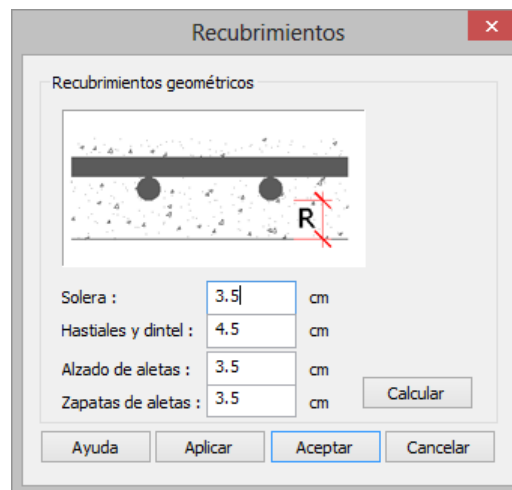 Recubrimientos
Recubrimientos geométricos
R
Solera : 3.5 cm
Hastiales y dintel : 4.5 cm
Alzado de aletas : 3.5 cm
Zapatas de aletas : 3.5 cm
Calcular
Ayuda Aplicar Aceptar Cancelar